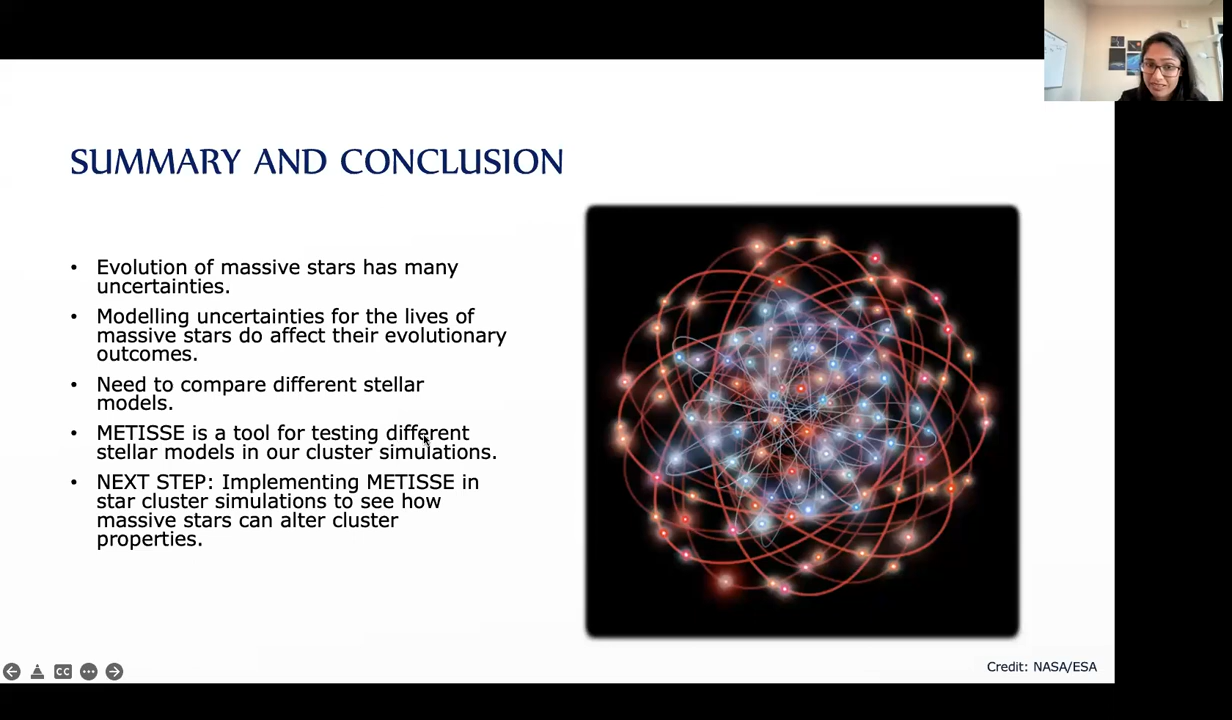 SUMMARY AND CONCLUSION
• Evolution of massive stars has many
uncertainties.
• Modelling uncertainties for the lives of
massive stars do affect their evolutionary
outcomes.
• Need to compare different stellar
models.
• METISSE is a tool for testing different
stellar models in our cluster simulations.
• NEXT STEP: Implementing METISSE in
star cluster simulations to see how
massive stars can alter cluster
properties.
CC
Credit: NASA/ESA